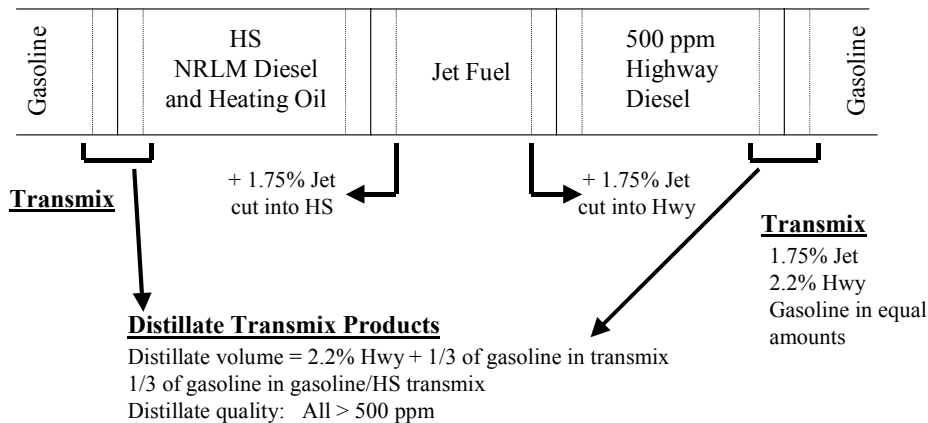 Gasoline
HS
NRLM Diesel
and Heating Oil
Jet Fuel
500 ppm
Highway
Diesel
Gasoline
Transmix
+ 1.75% Jet
cut into HS
+ 1.75% Jet
cut into Hwy
Transmix
1.75% Jet
2.2% Hwy
Gasoline in equal
amounts
Distillate Transmix Products
Distillate volume = 2.2% Hwy + 1/3 of gasoline in transmix
1/3 of gasoline in gasoline/HS transmix
Distillate quality: All > 500 ppm